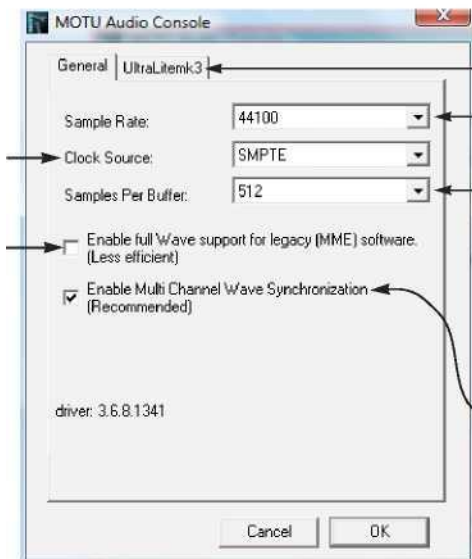 MOTU Audio Console
General UltraLitemk3
Sample Rate: 44100
Clock Source: SMPTE
Samples Per Buffer: 512
Enable full Wave support for legacy (MME) software.
(Less efficient)
Enable Multi Channel Wave Synchronization
(Recommended)
driver: 3.6.8.1341
Cancel OK